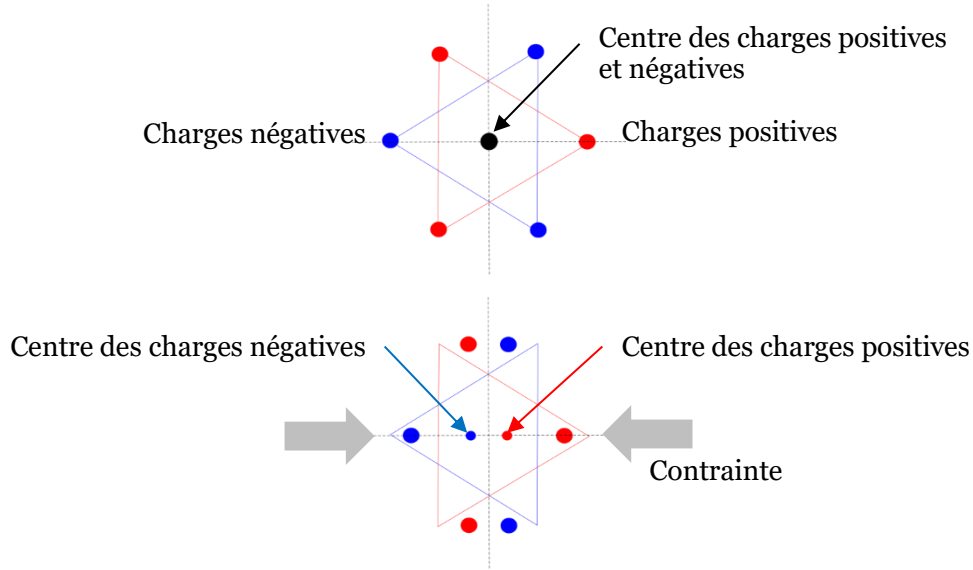 Centre des charges positives
et négatives
Charges négatives
Charges positives
Centre des charges négatives
Centre des charges positives
Contrainte